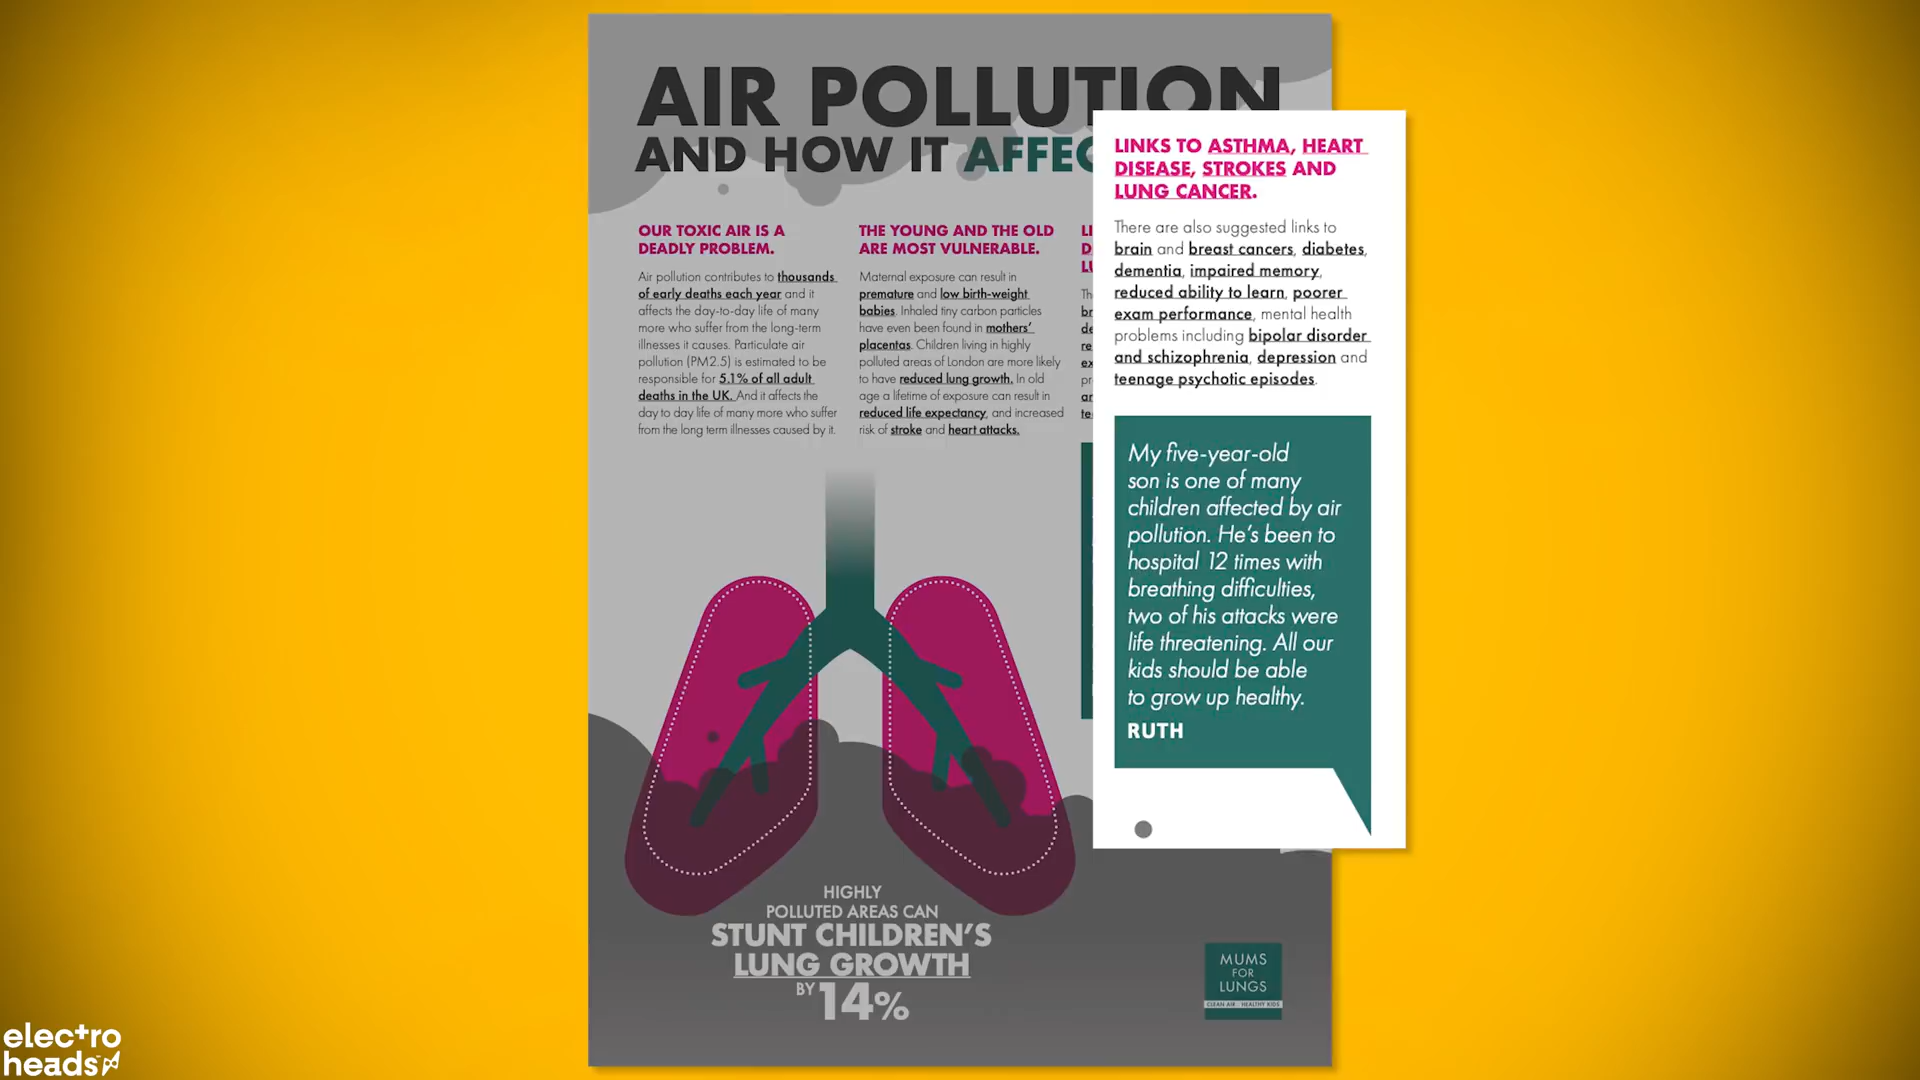 AIR POLLUTION
AND HOW IT AFFEC
OUR TOXIC AIR IS A
DEADLY PROBLEM.
Air pollution contributes to thousands
of early deaths each year and it
affects the day-to-day life of many
more who suffer from the long-term
illnesses it causes. Particulate air
pollution (PM2.5) is estimated to be
responsible for 5.1% of all adult
deaths in the UK. And it affects the
day to day life of many more who suffer
from the long term illnesses caused by it.
THE YOUNG AND THE OLD
ARE MOST VULNERABLE.
Maternal exposure can result in
premature and low birth-weight
babies. Inhaled tiny carbon particles
have even been found in mothers'
placentas. Children living in highly
polluted areas of London are more likely
to have reduced lung growth. In old
age a lifetime of exposure can result in
reduced life expectancy, and increased
risk of stroke and heart attacks.
LINKS TO ASTHMA, HEART
DISEASE, STROKES AND
LUNG CANCER.
There are also suggested links to
brain and breast cancers, diabetes,
dementia, impaired memory,
reduced ability to learn, poorer
exam performance, mental health
problems including bipolar disorder
and schizophrenia, depression and
teenage psychotic episodes.
My five-year-old
son is one of many
children affected by air
pollution. He's been to
hospital 12 times with
breathing difficulties,
two of his attacks were
life threatening. All our
kids should be able
to grow up healthy.
RUTH
HIGHLY
POLLUTED AREAS CAN
STUNT CHILDREN'S
LUNG GROWTH
BY 14%
MUMS
FOR
LUNGS
CLEAN AIR · HEALTHY KIDS
electro
heads